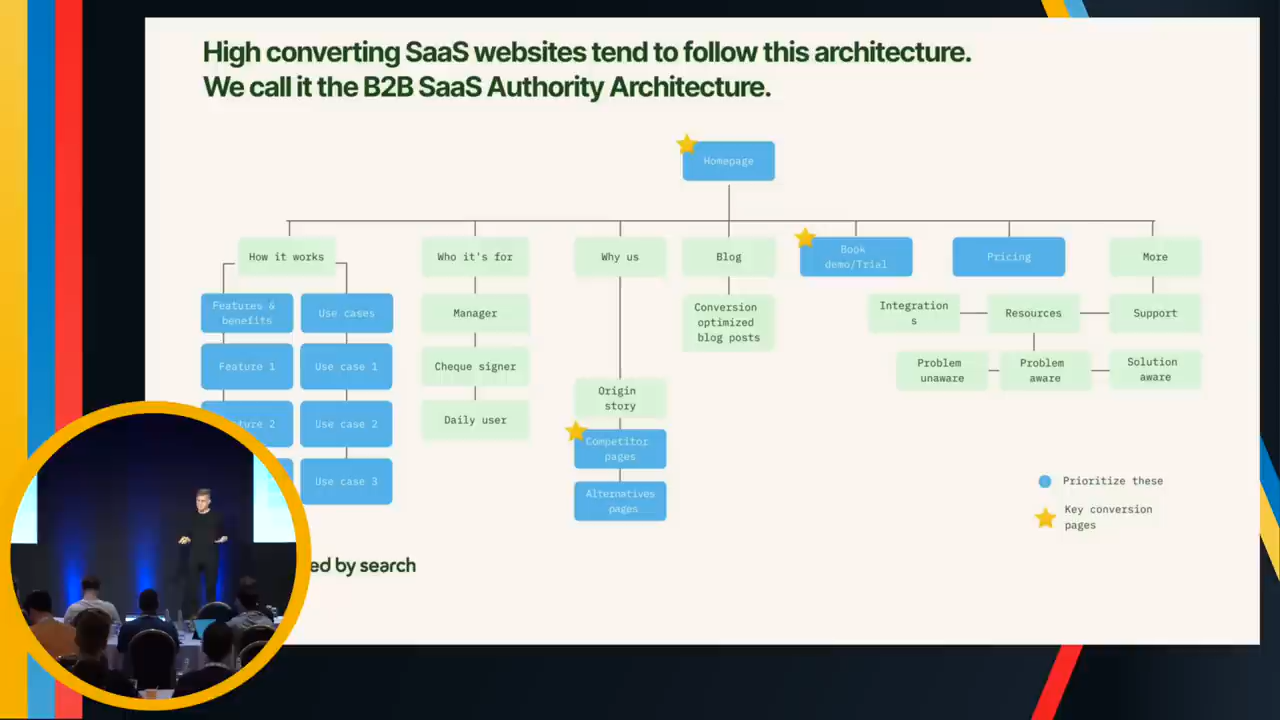 High converting SaaS websites tend to follow this architecture.
We call it the B2B SaaS Authority Architecture.
Homepage
How it works
Who it's for
Why us
Blog
Book
demo/Trial
Pricing
More
Features &
benefits
Use cases
Manager
Conversion
optimized
blog posts
Integration
s
Resources
Support
Feature 1
Use case 1
Cheque signer
Problem
unaware
Problem
aware
Solution
aware
Origin
story
ture 2
Use case 2
Daily user
Competitor
pages
Use case 3
Alternatives
pages
Prioritize these
Key conversion
pages
ed by search